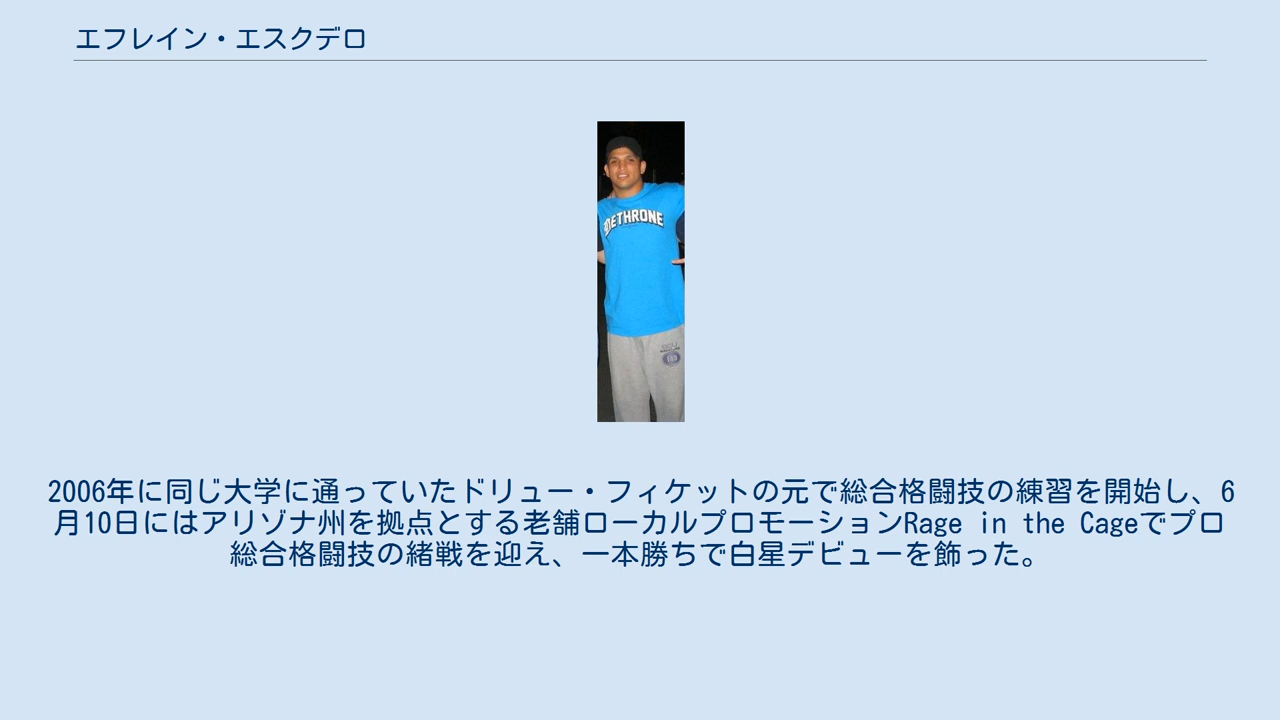 エフレイン・エスクデロ
DETHRONE
2006年に同じ大学に通っていたドリュー・フィケットの元で総合格闘技の練習を開始し、6
月10日にはアリゾナ州を拠点とする老舗ローカルプロモーションRage in the Cageでプロ
総合格闘技の緒戦を迎え、一本勝ちで白星デビューを飾った。